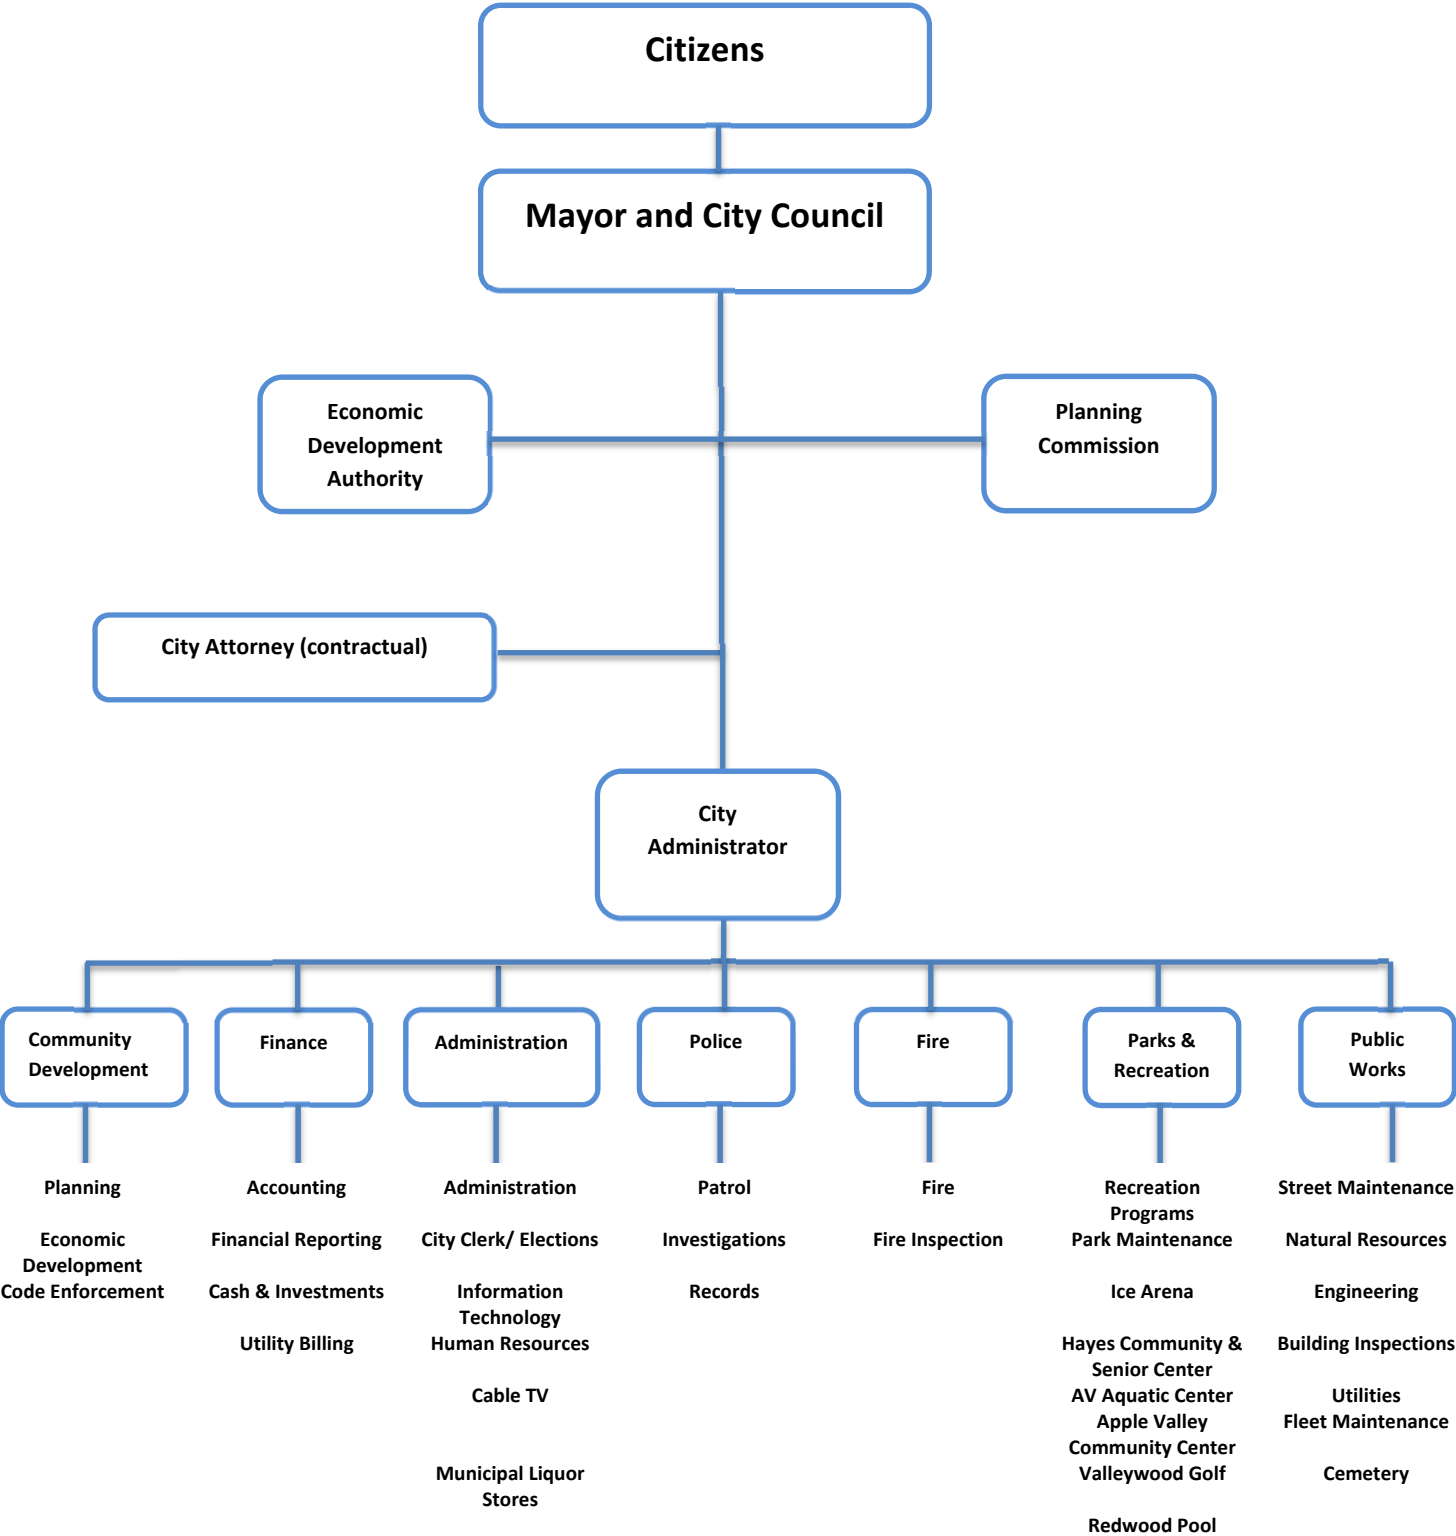 Citizens
Mayor and City Council
Economic
Development
Authority
Planning
Commission
City Attorney (contractual)
City
Administrator
Community
Development
Finance
Administration
Police
Fire
Parks &
Recreation
Public
Works
Planning
Economic
Development
Code Enforcement
Accounting
Financial Reporting
Cash & Investments
Utility Billing
Administration
City Clerk/ Elections
Information
Technology
Human Resources
Cable TV
Municipal Liquor
Stores
Patrol
Investigations
Records
Fire
Fire Inspection
Recreation
Programs
Park Maintenance
Ice Arena
Hayes Community &
Senior Center
AV Aquatic Center
Apple Valley
Community Center
Valleywood Golf
Redwood Pool
Street Maintenance
Natural Resources
Engineering
Building Inspections
Utilities
Fleet Maintenance
Cemetery